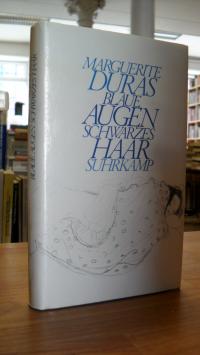 MARGUERITE
DURAS
BLAUE
AUGEN
SCHWARZES
HAAR
SUHRKAMP